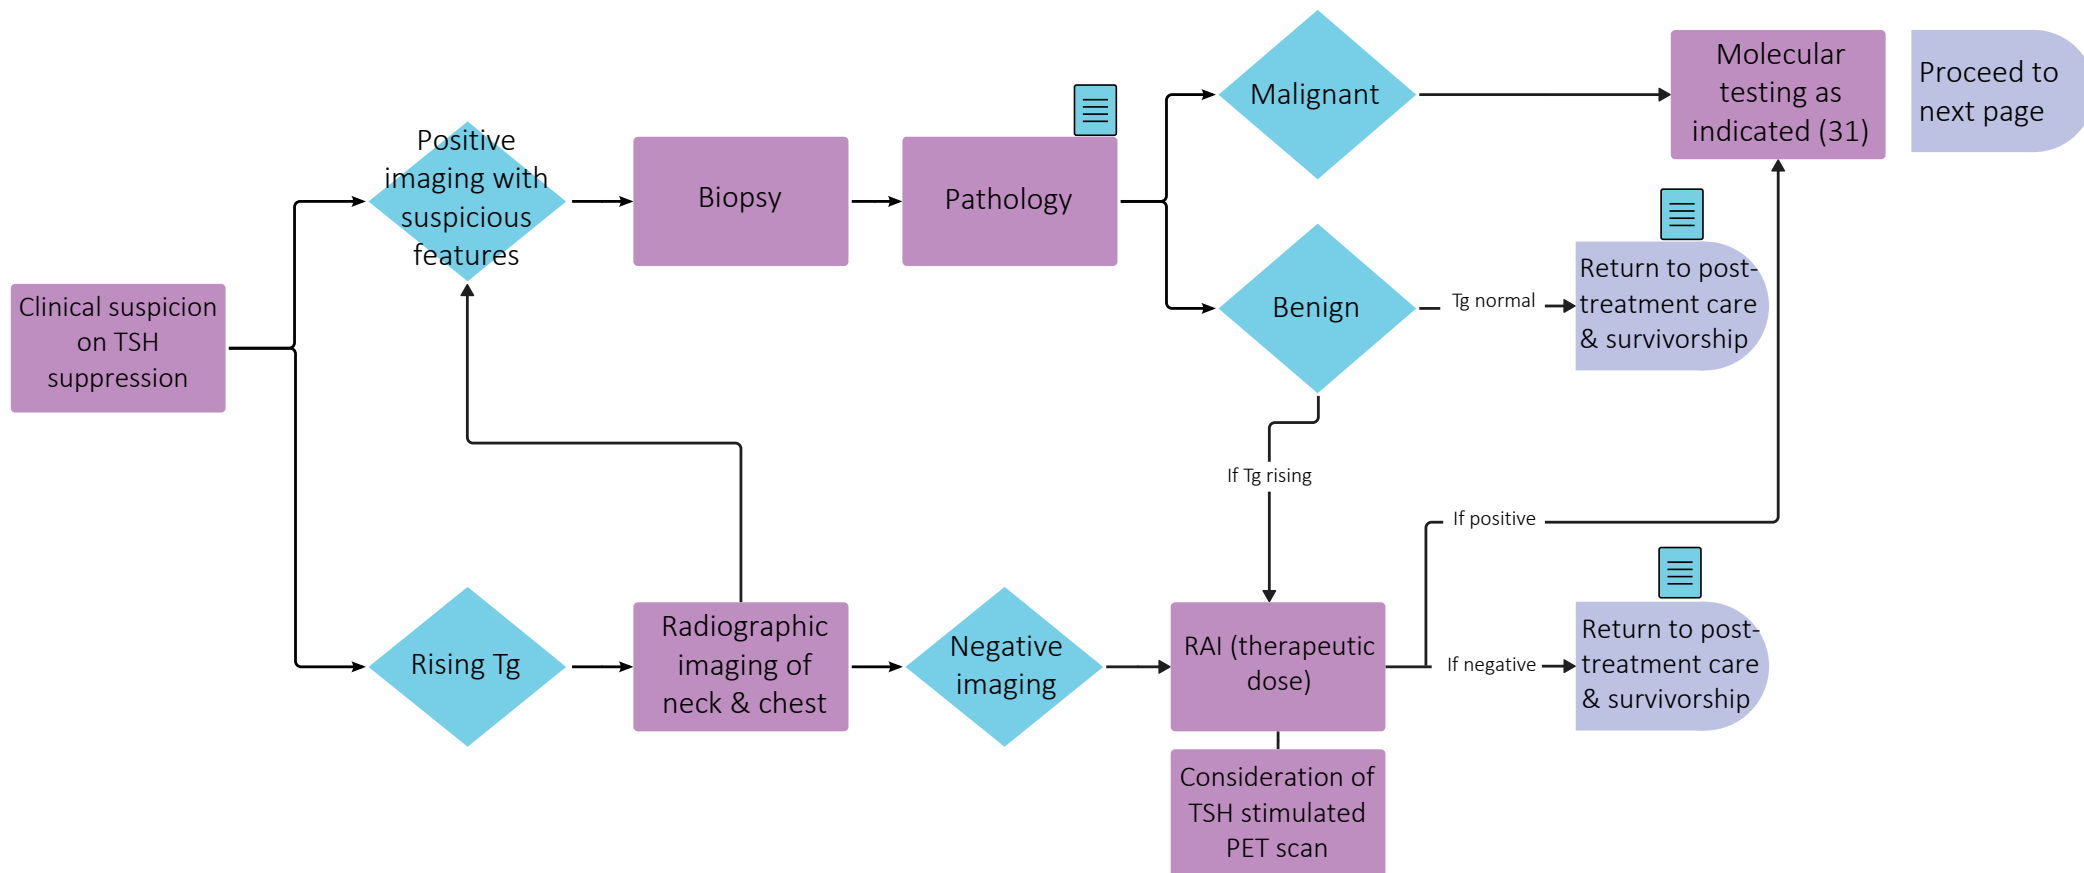 Positive
imaging with
suspicious
features
Biopsy
Pathology
Malignant
Molecular
testing as
indicated (31)
Proceed to
next page
Clinical suspicion
on TSH
suppression
Benign
Tg normal
Return to post-
treatment care
& survivorship
If Tg rising
If positive
Rising Tg
Radiographic
imaging of
neck & chest
Negative
imaging
RAI (therapeutic
dose)
If negative
Return to post-
treatment care
& survivorship
Consideration of
TSH stimulated
PET scan